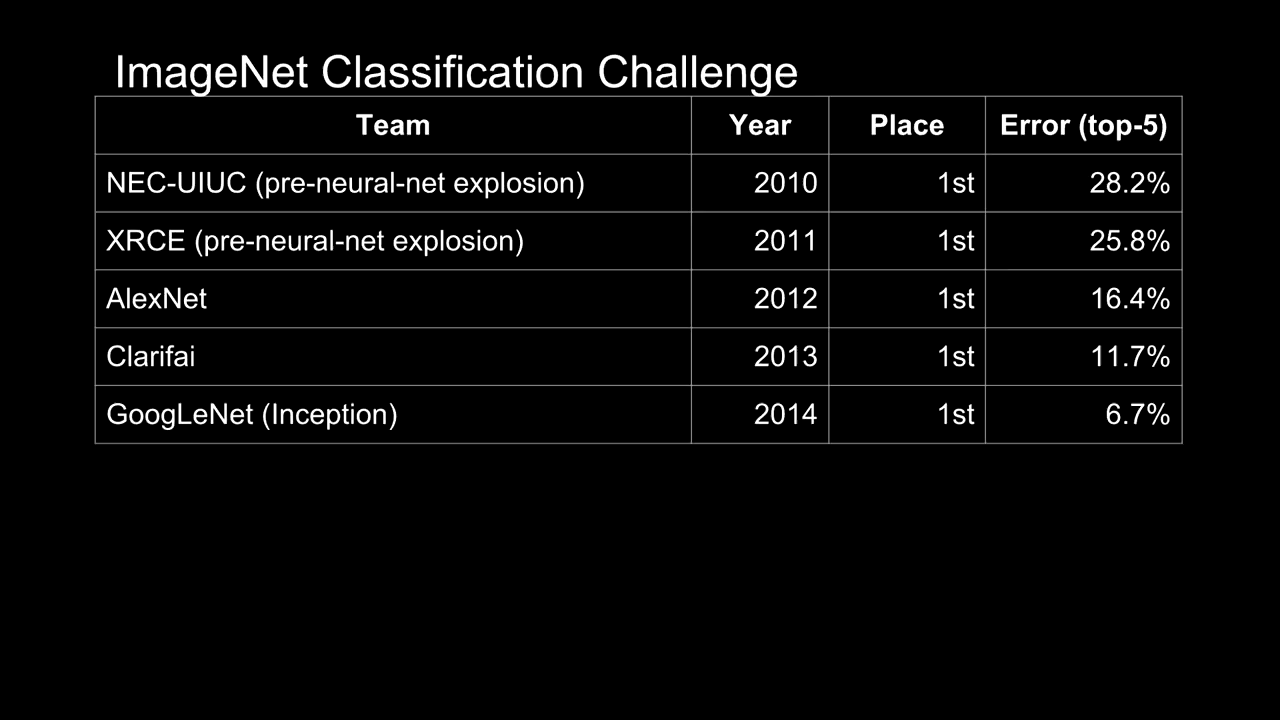 ImageNet Classification Challenge
Team Year Place Error (top-5)
NEC-UIUC (pre-neural-net explosion) 2010 1st 28.2%
XRCE (pre-neural-net explosion) 2011 1st 25.8%
AlexNet 2012 1st 16.4%
Clarifai 2013 1st 11.7%
GoogLeNet (Inception) 2014 1st 6.7%